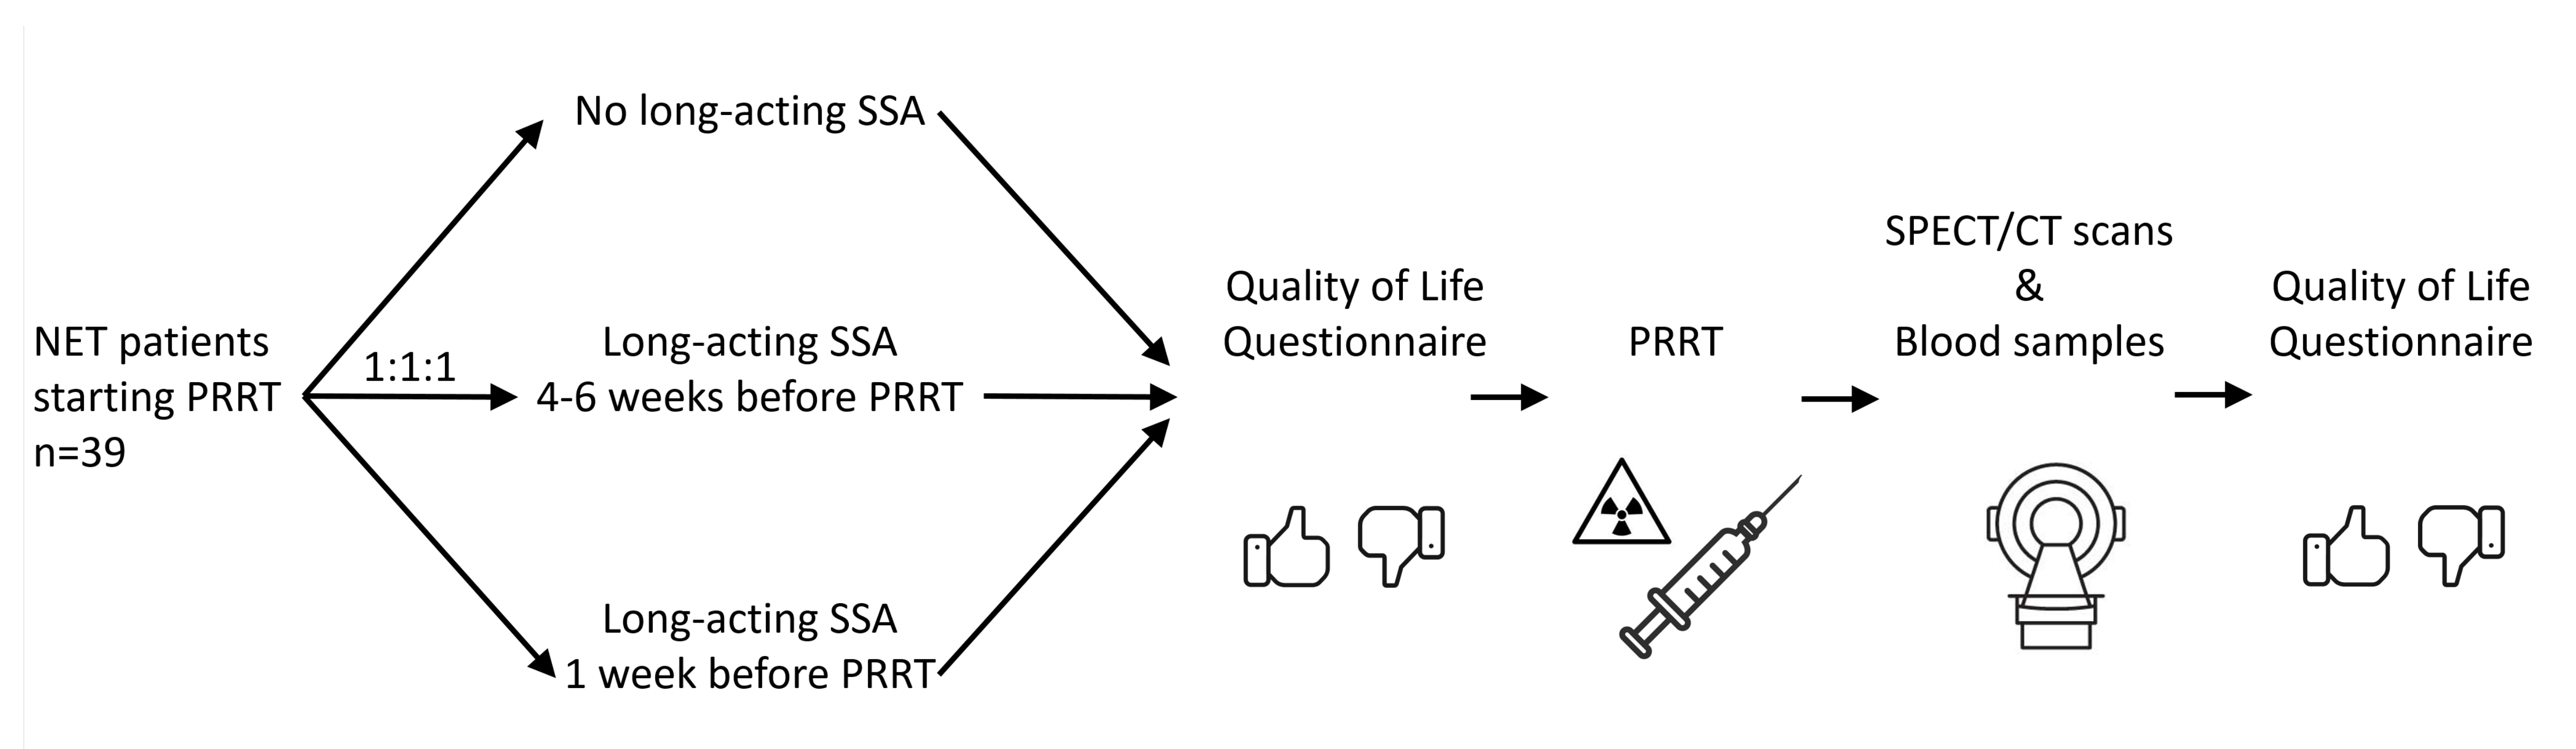 NET patients
starting PRRT
n=39
1:1:1
No long-acting SSA
Long-acting SSA
4-6 weeks before PRRT
Long-acting SSA
1 week before PRRT
Quality of Life
Questionnaire
PRRT
SPECT/CT scans
&
Blood samples
Quality of Life
Questionnaire